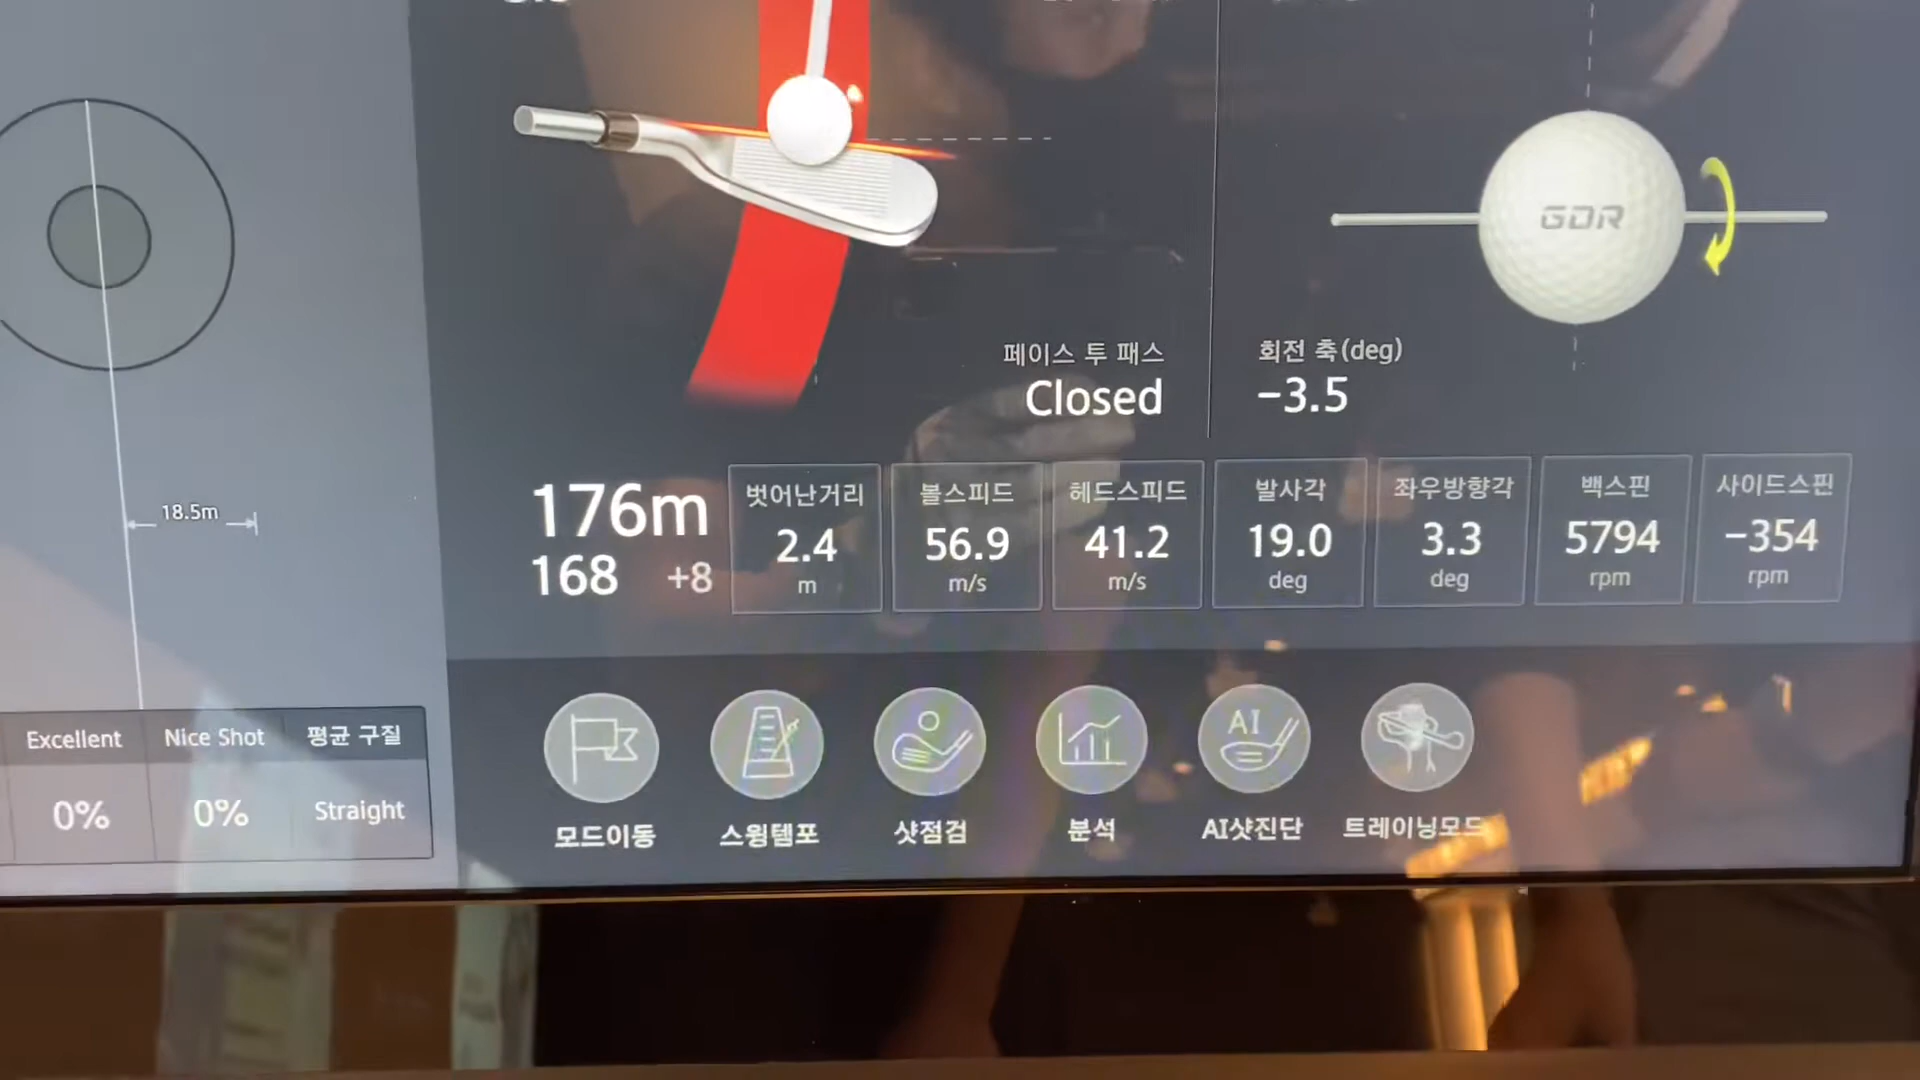 GDR
페이스 투 패스
Closed
회전 축(deg)
-3.5
18.5m
176m
168 +8
벗어난거리
2.4
m
볼스피드
56.9
m/s
헤드스피드
41.2
m/s
발사각
19.0
deg
좌우방향각
3.3
deg
백스핀
5794
rpm
사이드스핀
-354
rpm
Excellent
0%
Nice Shot
0%
평균 구질
Straight
모드이동
스윙템포
샷점검
분석
AI
AI샷진단
트레이닝모드